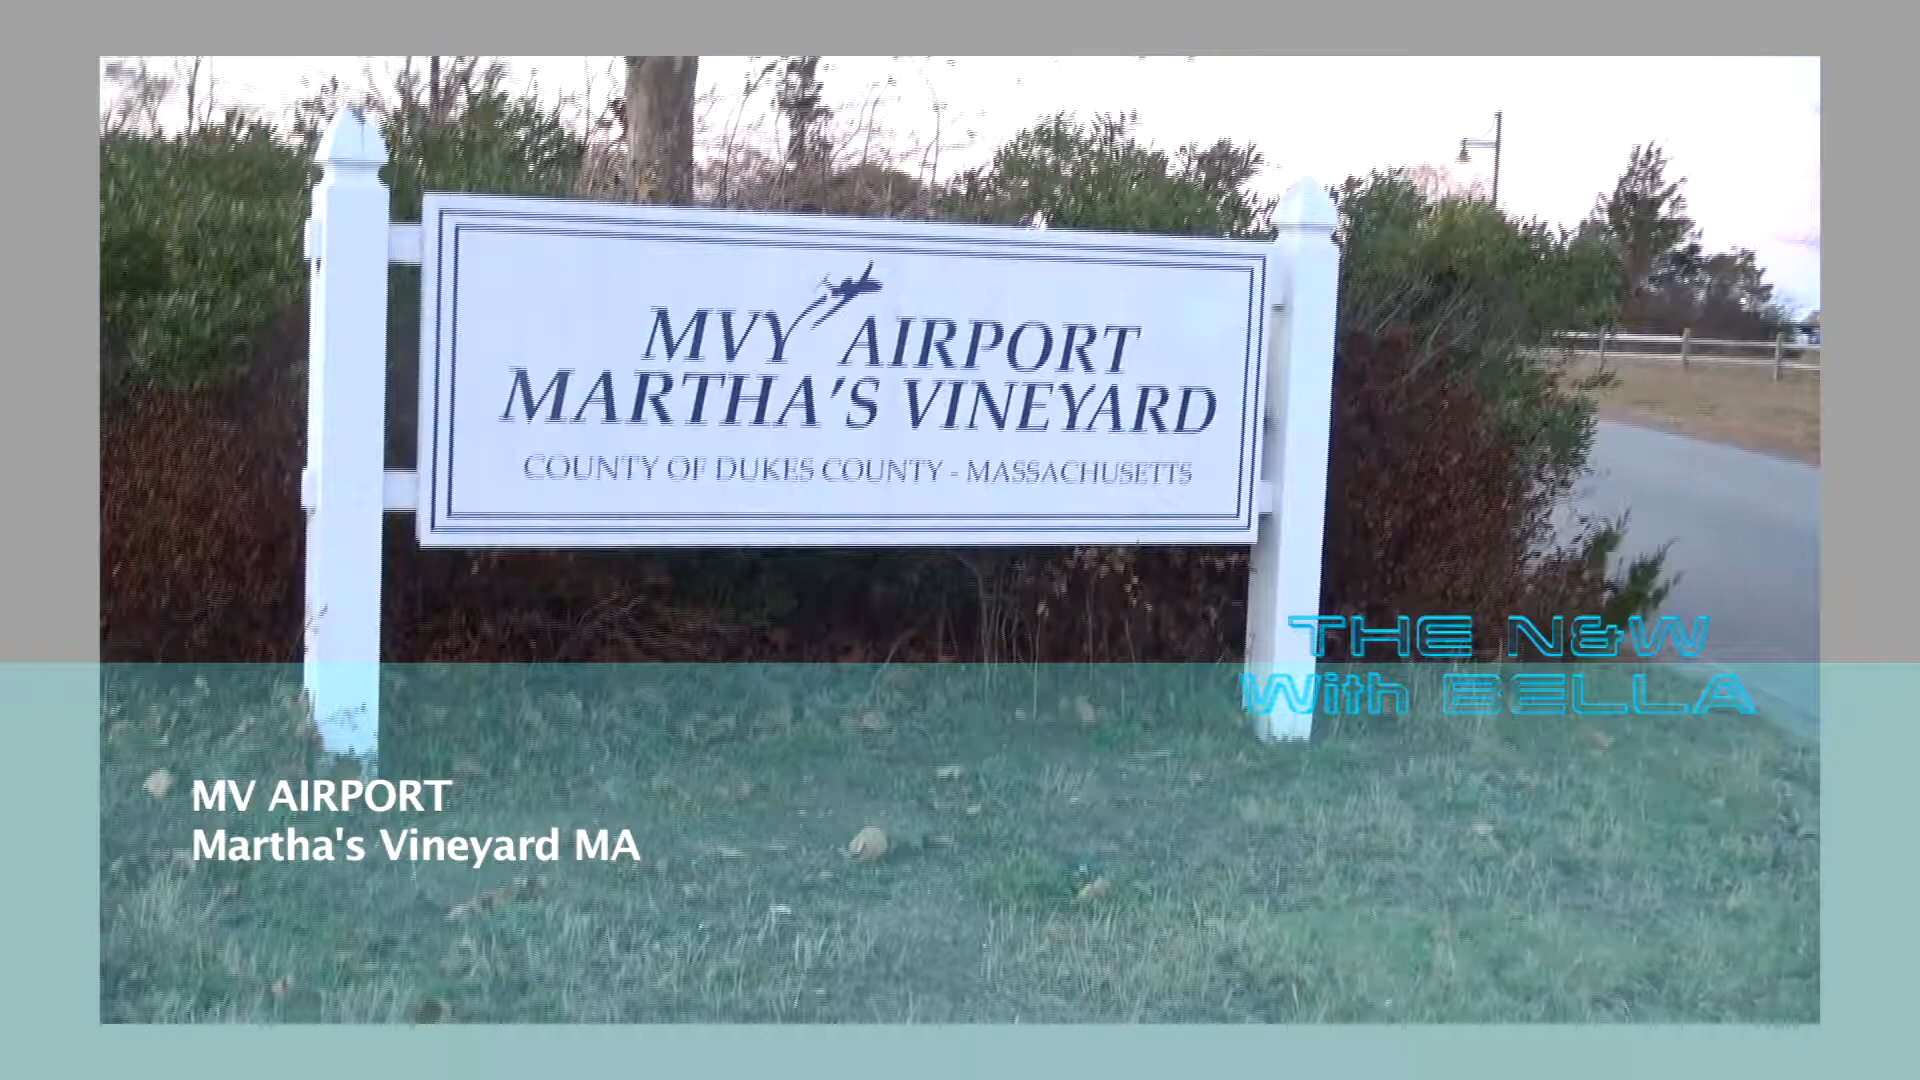 MVY AIRPORT
MARTHA'S VINEYARD
COUNTY OF DUKES COUNTY - MASSACHUSETTS
THE N&W
With BELLA
MV AIRPORT
Martha's Vineyard MA